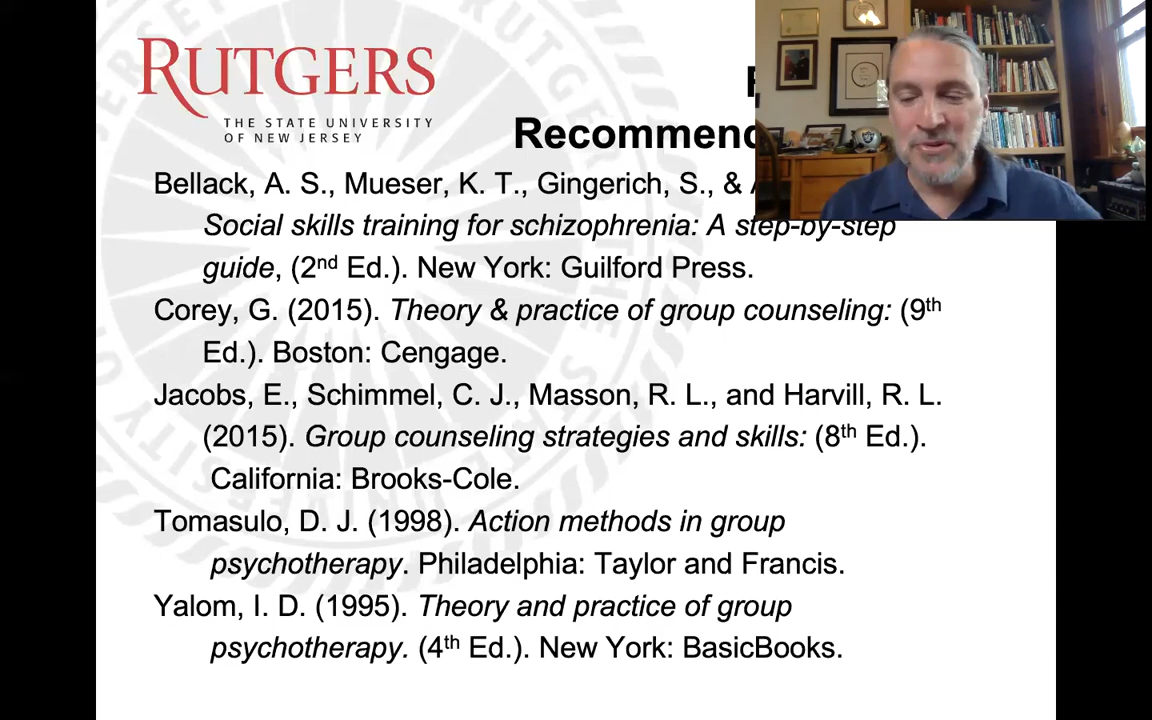 RUTGERS
THE STATE UNIVERSITY
OF NEW JERSEY
Bellack, A. S., Mueser, K. T., Gingerich, S., &
Social skills training for schizophrenia: A step-by-step
guide, (2nd Ed.). New York: Guilford Press.
Corey, G. (2015). Theory & practice of group counseling: (9th
Ed.). Boston: Cengage.
Jacobs, E., Schimmel, C. J., Masson, R. L., and Harvill, R. L.
(2015). Group counseling strategies and skills: (8th Ed.).
California: Brooks-Cole.
Tomasulo, D. J. (1998). Action methods in group
psychotherapy. Philadelphia: Taylor and Francis.
Yalom, I. D. (1995). Theory and practice of group
psychotherapy. (4th Ed.). New York: BasicBooks.